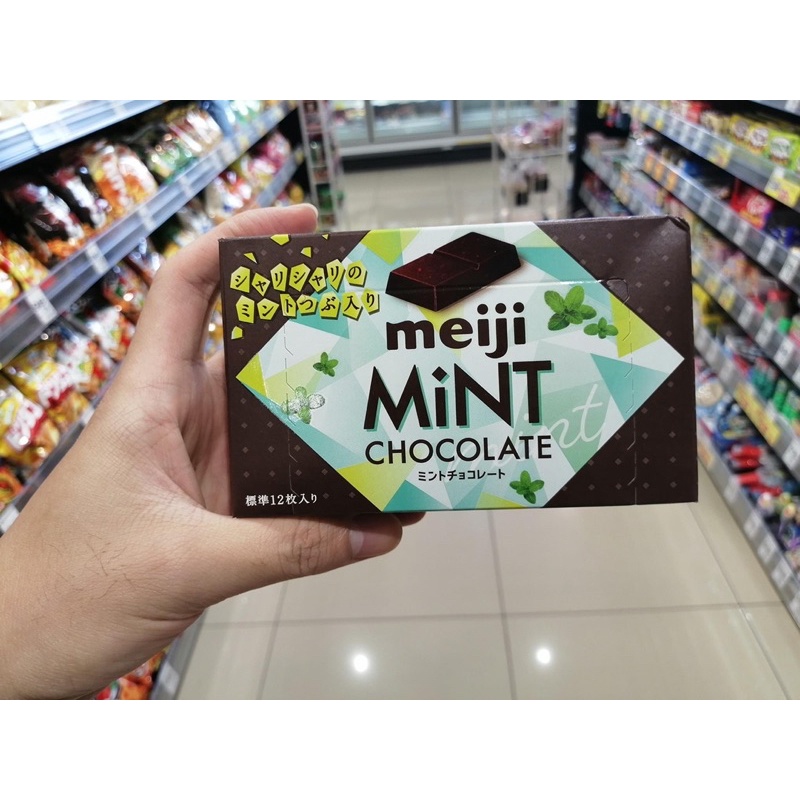 シャリシャリの
ミントつぶ入り
meiji
MiNT
CHOCOLATE
mint
ミントチョコレート
標準12枚入り